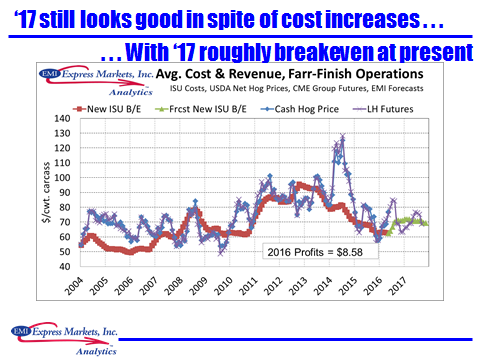 ‘17 still looks good in spite of cost increases . . .
. . . With ‘17 roughly breakeven at present
EMI Express Markets, Inc.
Analytics
Avg. Cost & Revenue, Farr-Finish Operations
ISU Costs, USDA Net Hog Prices, CME Group Futures, EMI Forecasts
New ISU B/E Frcst New ISU B/E Cash Hog Price LH Futures
$/cwt. carcass
140
130
120
110
100
90
80
70
60
50
40
2016 Profits = $8.58
2004 2005 2006 2007 2008 2009 2010 2011 2012 2013 2014 2015 2016 2017
EMI Express Markets, Inc.
Analytics